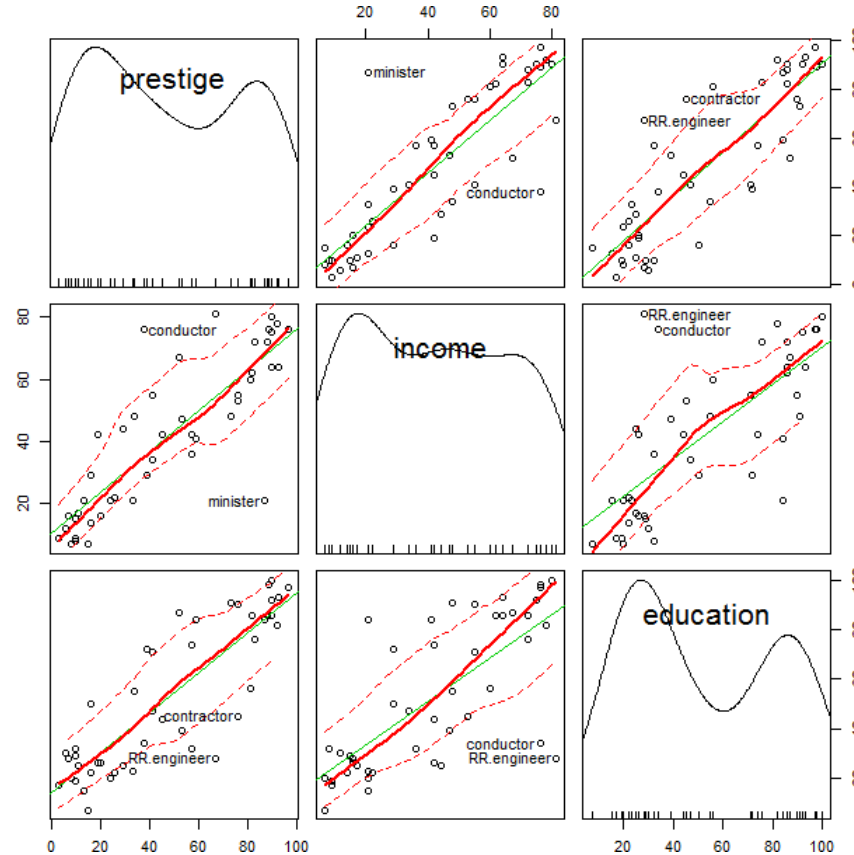 20 40 60 80
prestige
minister
conductor
contractor
RR.engineer
80
60
40
20
conductor
minister
income
RR.engineer
conductor
contractor
RR.engineer
conductor
RR.engineer
education
0 20 40 60 80 100
20 40 60 80 100